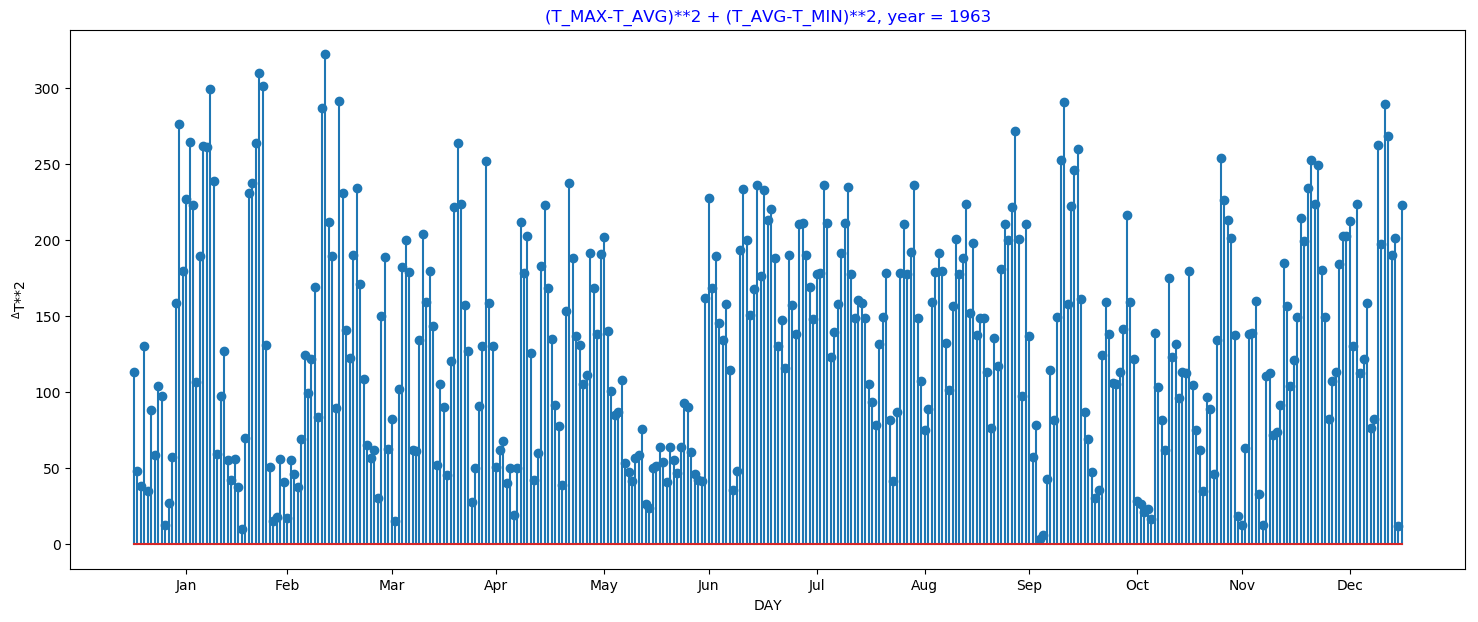 (T_MAX-T_AVG)**2 + (T_AVG-T_MIN)**2, year = 1963
300
250
200
150
100
50
0
^T**2
Jan Feb Mar Apr May Jun Jul Aug Sep Oct Nov Dec
DAY